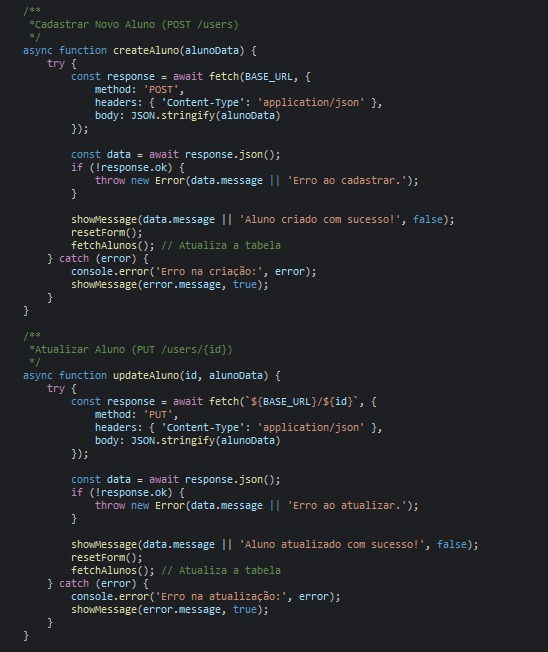 /**
 *Cadastrar Novo Aluno (POST /users)
 */
async function createAluno(alunoData) {
    try {
        const response = await fetch(BASE_URL, {
            method: 'POST',
            headers: { 'Content-Type': 'application/json' },
            body: JSON.stringify(alunoData)
        });

        const data = await response.json();
        if (!response.ok) {
            throw new Error(data.message || 'Erro ao cadastrar.');
        }

        showMessage(data.message || 'Aluno criado com sucesso!', false);
        resetForm();
        fetchAlunos(); // Atualiza a tabela
    } catch (error) {
        console.error('Erro na criação:', error);
        showMessage(error.message, true);
    }
}

/**
 *Atualizar Aluno (PUT /users/{id})
 */
async function updateAluno(id, alunoData) {
    try {
        const response = await fetch(`${BASE_URL}/${id}`, {
            method: 'PUT',
            headers: { 'Content-Type': 'application/json' },
            body: JSON.stringify(alunoData)
        });

        const data = await response.json();
        if (!response.ok) {
            throw new Error(data.message || 'Erro ao atualizar.');
        }

        showMessage(data.message || 'Aluno atualizado com sucesso!', false);
        resetForm();
        fetchAlunos(); // Atualiza a tabela
    } catch (error) {
        console.error('Erro na atualização:', error);
        showMessage(error.message, true);
    }
}